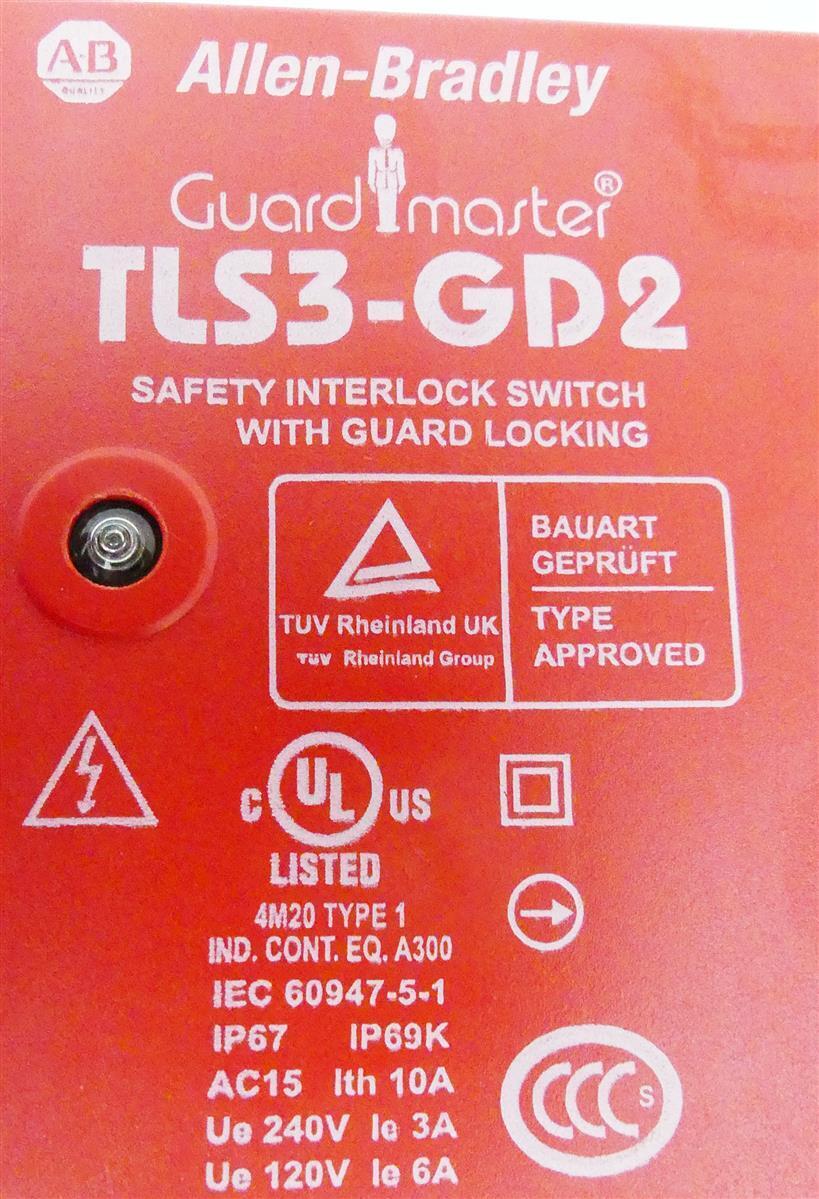 A·B
QUALITY
Allen-Bradley
Guardmaster®
TLS3-GD2
SAFETY INTERLOCK SWITCH
WITH GUARD LOCKING
TUV Rheinland UK
TÜV Rheinland Group
BAUART
GEPRÜFT
TYPE
APPROVED
C UL US
LISTED
4M20 TYPE 1
IND. CONT. EQ. A300
IEC 60947-5-1
IP67 IP69K
AC15 Ith 10A
Ue 240V Ie 3A
Ue 120V Ie 6A
CCC S